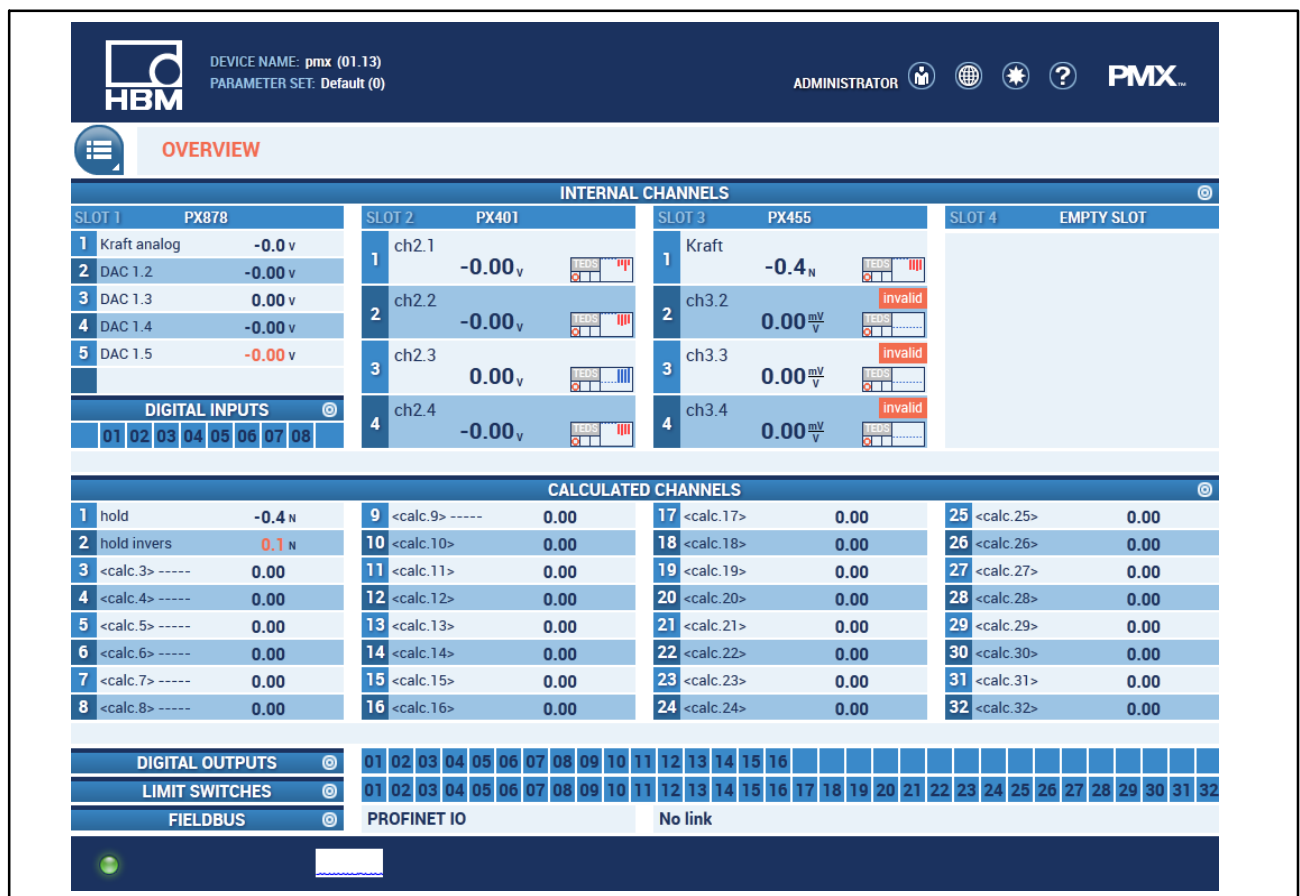 HBM
DEVICE NAME: pmx (01.13)
PARAMETER SET: Default (0)
ADMINISTRATOR
?
PMX™
OVERVIEW
INTERNAL CHANNELS
SLOT 1 PX878
1 Kraft analog -0.0 V
2 DAC 1.2 -0.00 V
3 DAC 1.3 0.00 V
4 DAC 1.4 -0.00 V
5 DAC 1.5 -0.00 V
DIGITAL INPUTS
01 02 03 04 05 06 07 08
SLOT 2 PX401
1 ch2.1
-0.00 V TEDS
2 ch2.2
-0.00 V TEDS
3 ch2.3
0.00 V TEDS
4 ch2.4
-0.00 V TEDS
SLOT 3 PX455
1 Kraft
-0.4 N TEDS
2 ch3.2 invalid
0.00 mV/V TEDS
3 ch3.3 invalid
0.00 mV/V TEDS
4 ch3.4 invalid
0.00 mV/V TEDS
SLOT 4 EMPTY SLOT
CALCULATED CHANNELS
1 hold -0.4 N
2 hold invers 0.1 N
3 <calc.3> ----- 0.00
4 <calc.4> ----- 0.00
5 <calc.5> ----- 0.00
6 <calc.6> ----- 0.00
7 <calc.7> ----- 0.00
8 <calc.8> ----- 0.00
9 <calc.9> ----- 0.00
10 <calc.10> 0.00
11 <calc.11> 0.00
12 <calc.12> 0.00
13 <calc.13> 0.00
14 <calc.14> 0.00
15 <calc.15> 0.00
16 <calc.16> 0.00
17 <calc.17> 0.00
18 <calc.18> 0.00
19 <calc.19> 0.00
20 <calc.20> 0.00
21 <calc.21> 0.00
22 <calc.22> 0.00
23 <calc.23> 0.00
24 <calc.24> 0.00
25 <calc.25> 0.00
26 <calc.26> 0.00
27 <calc.27> 0.00
28 <calc.28> 0.00
29 <calc.29> 0.00
30 <calc.30> 0.00
31 <calc.31> 0.00
32 <calc.32> 0.00
DIGITAL OUTPUTS 01 02 03 04 05 06 07 08 09 10 11 12 13 14 15 16
LIMIT SWITCHES 01 02 03 04 05 06 07 08 09 10 11 12 13 14 15 16 17 18 19 20 21 22 23 24 25 26 27 28 29 30 31 32
FIELDBUS PROFINET IO No link